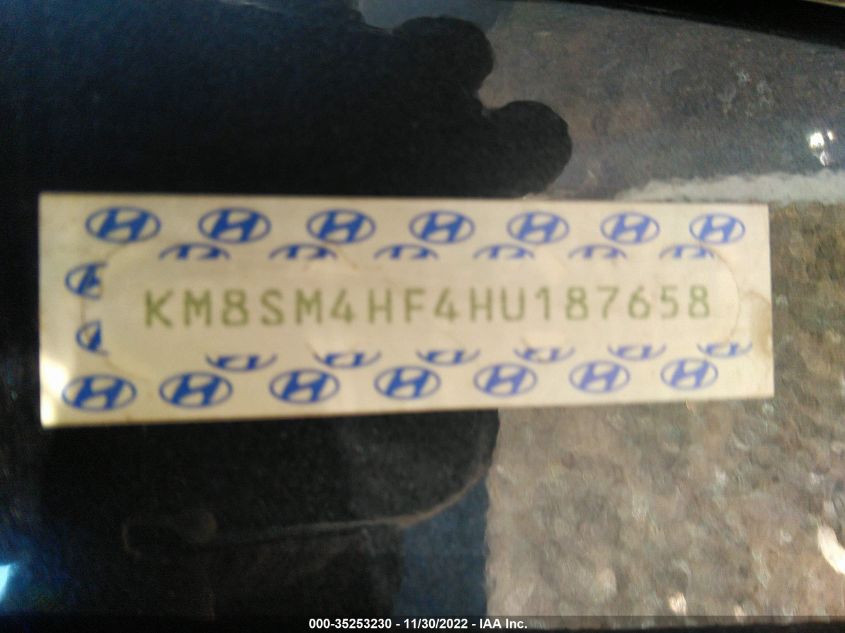 KM8SM4HF4HU187658
000-35253230 - 11/30/2022 - IAA Inc.